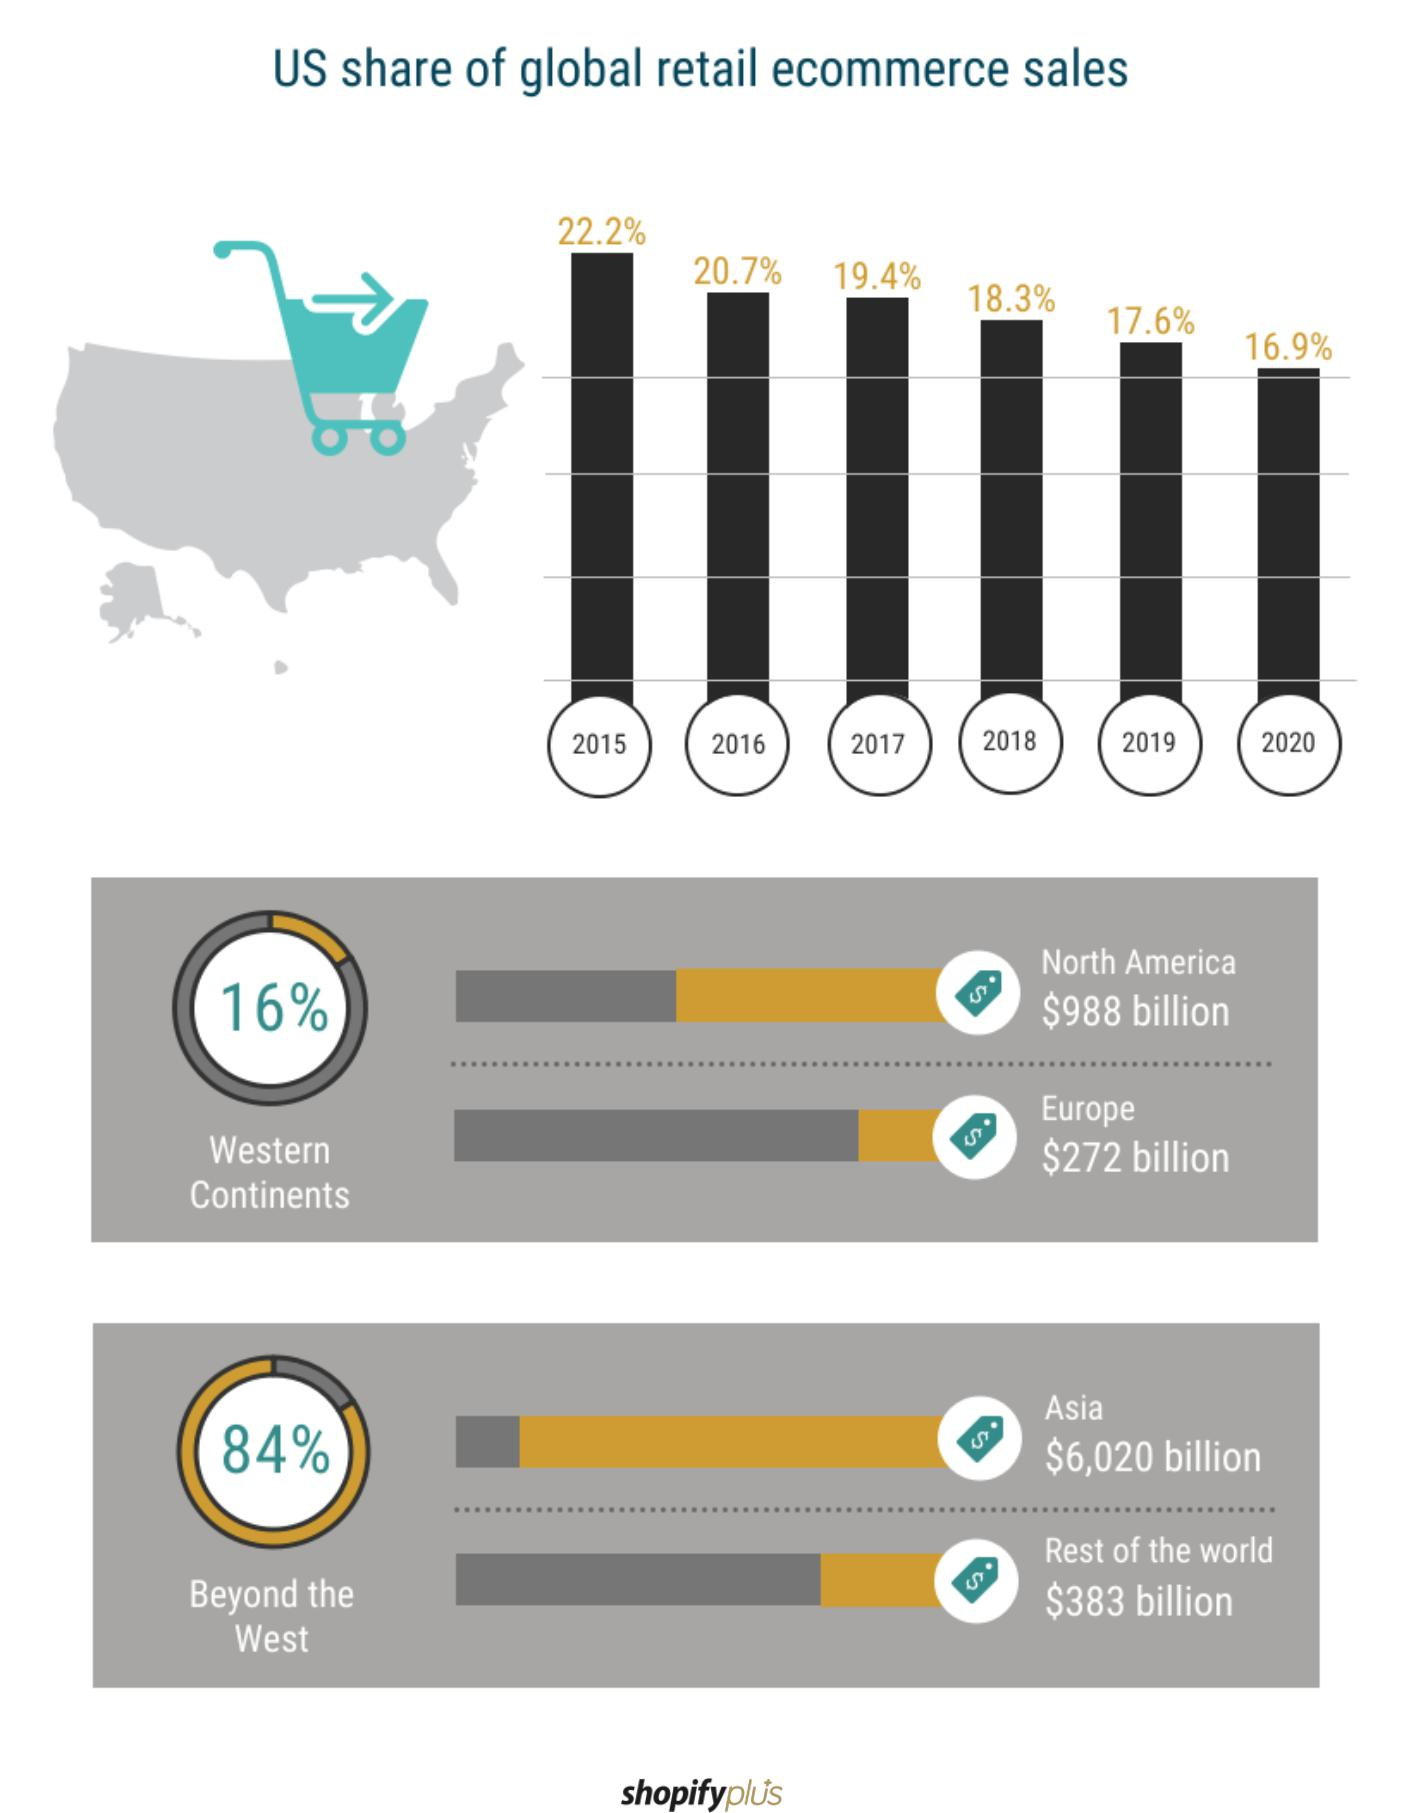 US share of global retail ecommerce sales
22.2%
20.7%
19.4%
18.3%
17.6%
16.9%
2015
2016
2017
2018
2019
2020
16%
Western
Continents
North America
$988 billion
Europe
$272 billion
84%
Beyond the
West
Asia
$6,020 billion
Rest of the world
$383 billion
shopifyplus